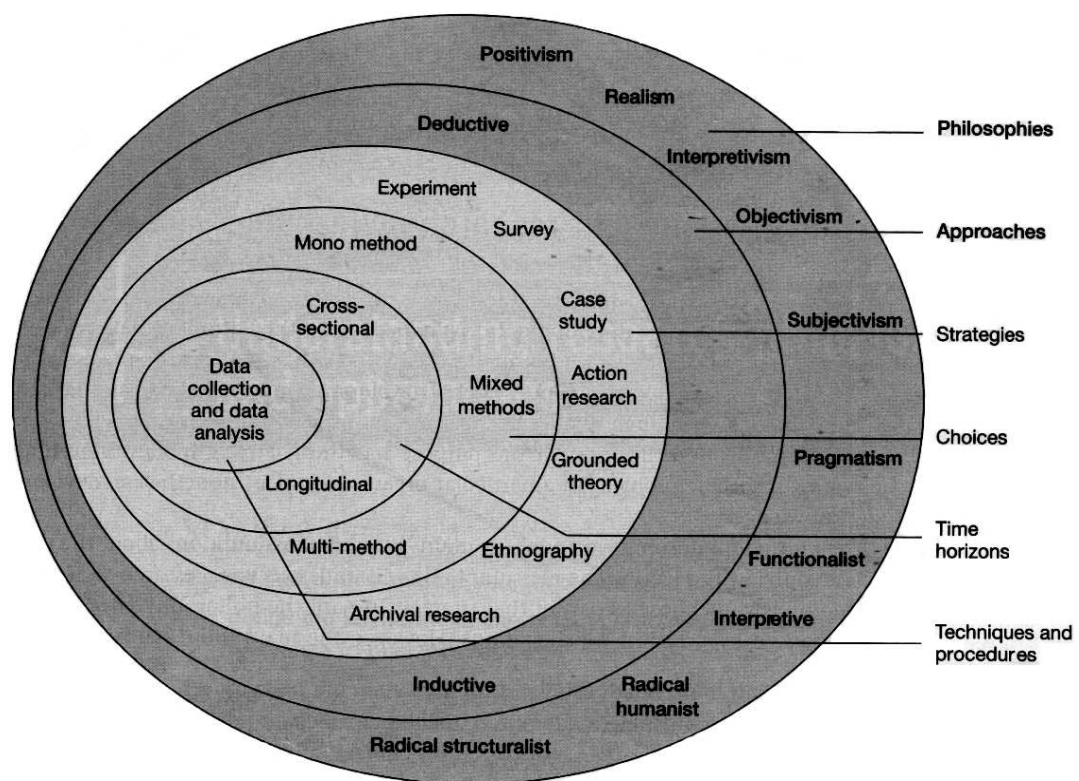 Positivism
Realism
Philosophies
Deductive
Interpretivism
Experiment
Objectivism
Survey
Approaches
Mono method
Cross-
sectional
Case
study
Subjectivism
Strategies
Data
collection
and data
analysis
Mixed
methods
Action
research
Choices
Pragmatism
Grounded
theory
Longitudinal
Time
horizons
Multi-method
Ethnography
Functionalist
Archival research
Interpretive
Techniques and
procedures
Inductive
Radical
humanist
Radical structuralist